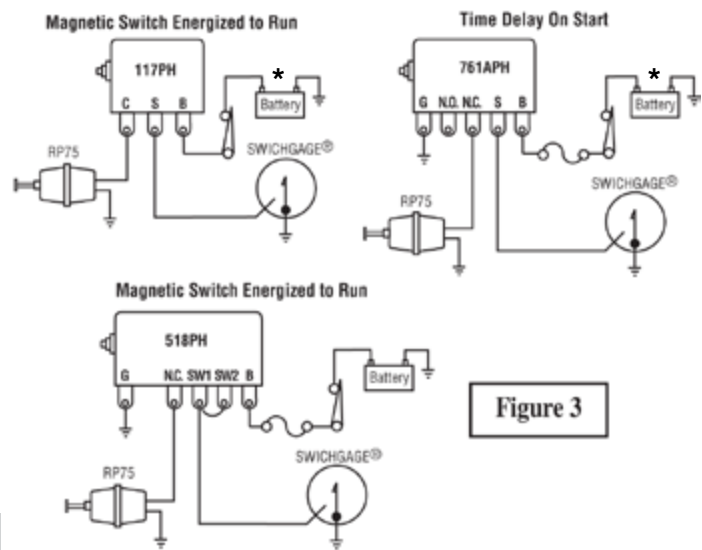 Magnetic Switch Energized to Run
117PH
C S B
*
Battery
RP75
SWICHGAGE®
Time Delay On Start
761APH
G N.O. N.C. S B
*
Battery
RP75
SWICHGAGE®
Magnetic Switch Energized to Run
518PH
G N.C. SW1 SW2 B
Battery
RP75
SWICHGAGE®
Figure 3